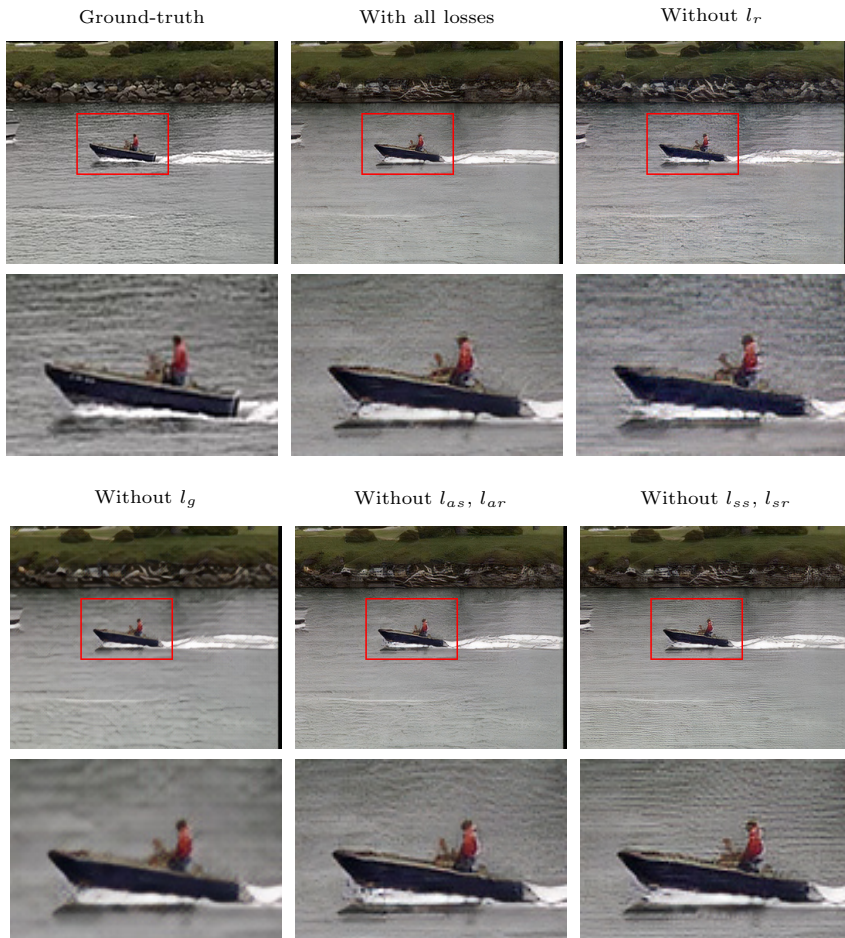 Ground-truth
With all losses
Without l_r
Without l_g
Without l_as, l_ar
Without l_ss, l_sr